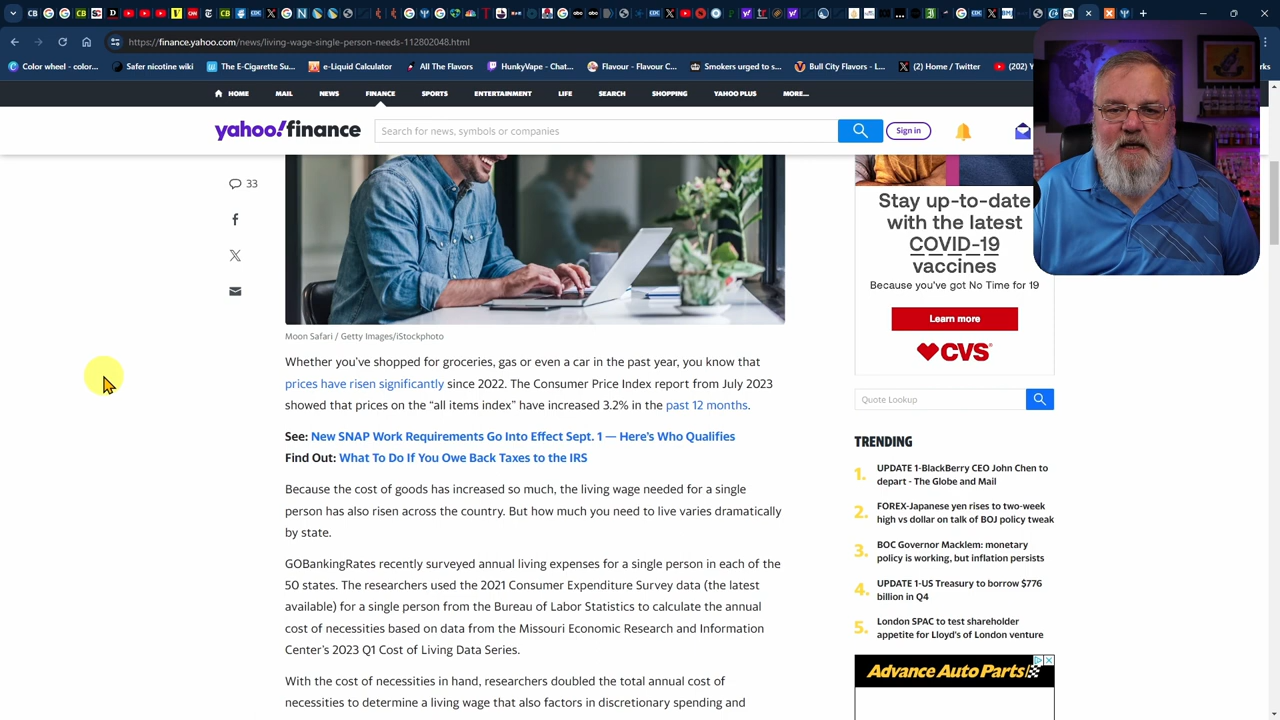 CB
https://finance.yahoo.com/news/living-wage-single-person-needs-112802048.html
Color wheel - color...
Safer nicotine wiki
The E-Cigarette Su...
e-Liquid Calculator
All The Flavors
HunkyVape - Chat...
Flavour – Flavour C...
Smokers urged to s...
Bull City Flavors – L...
(2) Home / Twitter
HOME MAIL NEWS FINANCE SPORTS ENTERTAINMENT LIFE SEARCH SHOPPING YAHOO PLUS MORE...
yahoo!finance
Search for news, symbols or companies
Sign in
33
Moon Safari / Getty Images/iStockphoto
Whether you've shopped for groceries, gas or even a car in the past year, you know that
prices have risen significantly since 2022. The Consumer Price Index report from July 2023
showed that prices on the “all items index” have increased 3.2% in the past 12 months.
See: New SNAP Work Requirements Go Into Effect Sept. 1 — Here's Who Qualifies
Find Out: What To Do If You Owe Back Taxes to the IRS
Because the cost of goods has increased so much, the living wage needed for a single
person has also risen across the country. But how much you need to live varies dramatically
by state.
GOBankingRates recently surveyed annual living expenses for a single person in each of the
50 states. The researchers used the 2021 Consumer Expenditure Survey data (the latest
available) for a single person from the Bureau of Labor Statistics to calculate the annual
cost of necessities based on data from the Missouri Economic Research and Information
Center's 2023 Q1 Cost of Living Data Series.
With the cost of necessities in hand, researchers doubled the total annual cost of
necessities to determine a living wage that also factors in discretionary spending and
Stay up-to-date
with the latest
COVID-19
vaccines
Because you've got No Time for 19
Learn more
CVS
Quote Lookup
TRENDING
1. UPDATE 1-BlackBerry CEO John Chen to
depart - The Globe and Mail
2. FOREX-Japanese yen rises to two-week
high vs dollar on talk of BOJ policy tweak
3. BOC Governor Macklem: monetary
policy is working, but inflation persists
4. UPDATE 1-US Treasury to borrow $776
billion in Q4
5. London SPAC to test shareholder
appetite for Lloyd's of London venture
Advance Auto Parts